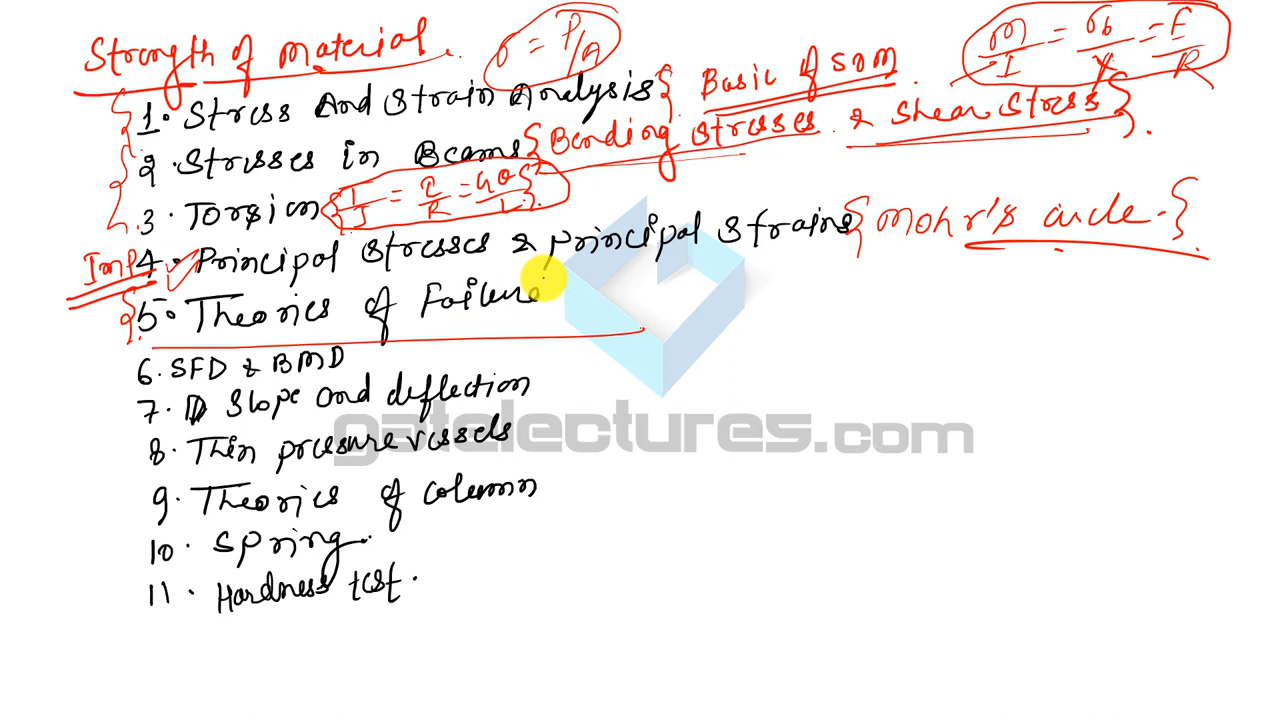 Strength of material. σ = P/A M/I = σb/y = E/R
1. Stress And Strain Analysis { Basic of SOM.
2. Stresses in Beams { Bending stresses & Shear Stress }.
3. Torsion { T/J = τ/R = Gθ/L }.
Imp. 4. Principal stresses & principal strains { Mohr's circle. }
5. Theories of Failure
6. SFD & BMD
7. Slope and deflection
8. Thin pressure vessels
9. Theories of column
10. Spring.
11. Hardness test.
gatelectures.com